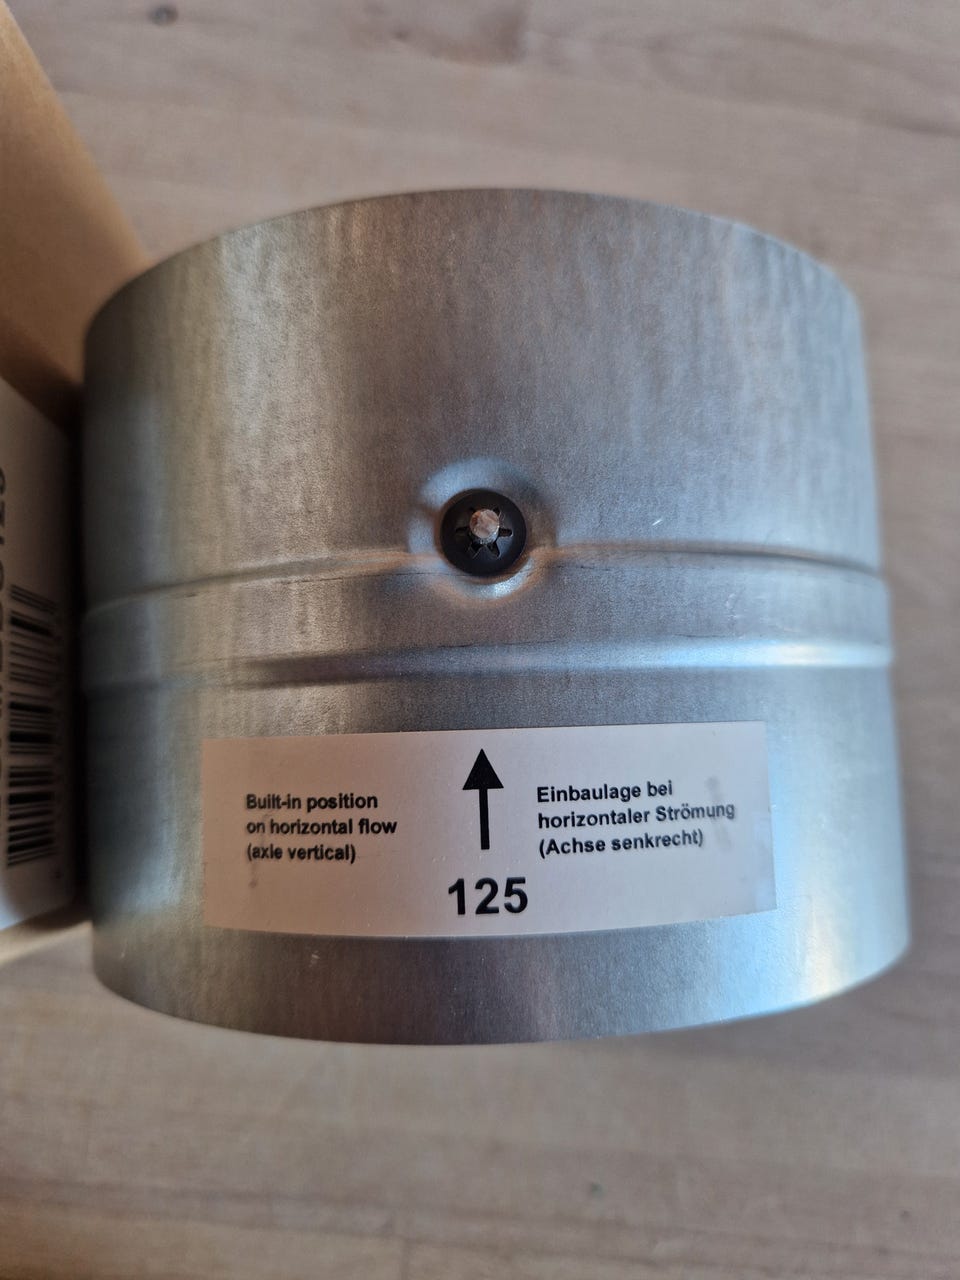 Built-in position
on horizontal flow
(axle vertical)
Einbaulage bei
horizontaler Strömung
(Achse senkrecht)
125